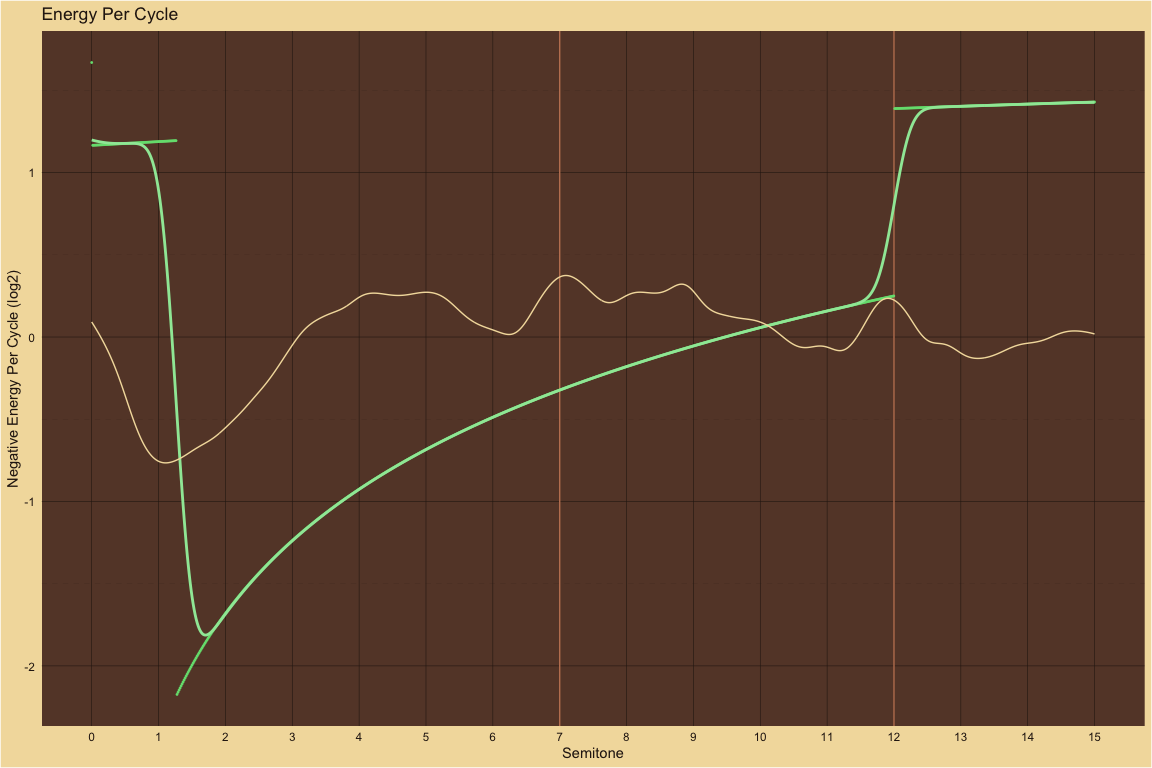 Energy Per Cycle
Negative Energy Per Cycle (log2)
1
0
-1
-2
0 1 2 3 4 5 6 7 8 9 10 11 12 13 14 15
Semitone